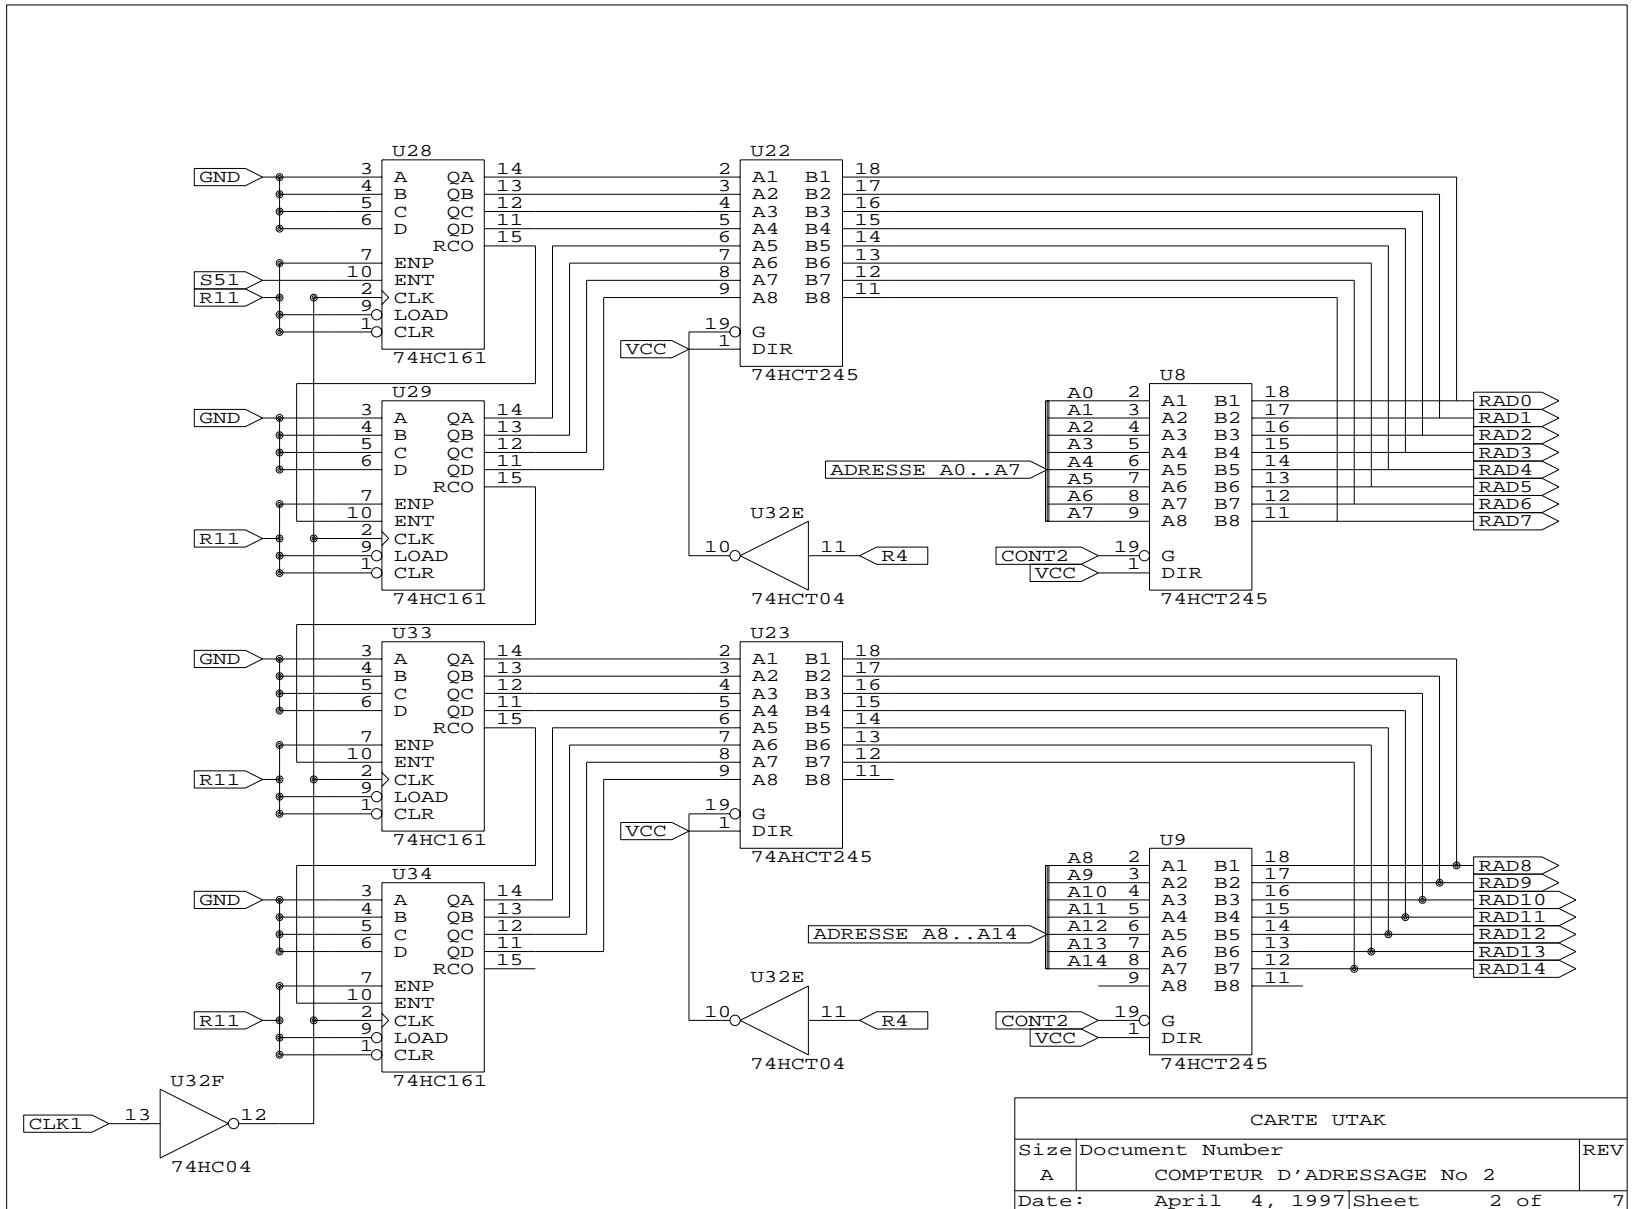 U28
GND
3 A QA 14
4 B QB 13
5 C QC 12
6 D QD 11
RCO 15
7 ENP
S51 10 ENT
R11 2 CLK
9 LOAD
1 CLR
74HC161
U22
2 A1 B1 18
3 A2 B2 17
4 A3 B3 16
5 A4 B4 15
6 A5 B5 14
7 A6 B6 13
8 A7 B7 12
9 A8 B8 11
19 G
VCC 1 DIR
74HCT245
U29
GND 3 A QA 14
4 B QB 13
5 C QC 12
6 D QD 11
RCO 15
7 ENP
10 ENT
R11 2 CLK
9 LOAD
1 CLR
74HC161
U8
A0 2 A1 B1 18 RAD0
A1 3 A2 B2 17 RAD1
A2 4 A3 B3 16 RAD2
A3 5 A4 B4 15 RAD3
ADRESSE A0..A7 A4 6 A5 B5 14 RAD4
A5 7 A6 B6 13 RAD5
A6 8 A7 B7 12 RAD6
A7 9 A8 B8 11 RAD7
CONT2 19 G
VCC 1 DIR
74HCT245
U32E
10 11 R4
74HCT04
U33
GND 3 A QA 14
4 B QB 13
5 C QC 12
6 D QD 11
RCO 15
7 ENP
10 ENT
R11 2 CLK
9 LOAD
1 CLR
74HC161
U23
2 A1 B1 18
3 A2 B2 17
4 A3 B3 16
5 A4 B4 15
6 A5 B5 14
7 A6 B6 13
8 A7 B7 12
9 A8 B8 11
19 G
VCC 1 DIR
74AHCT245
U34
GND 3 A QA 14
4 B QB 13
5 C QC 12
6 D QD 11
RCO 15
7 ENP
10 ENT
R11 2 CLK
9 LOAD
1 CLR
74HC161
U9
A8 2 A1 B1 18 RAD8
A9 3 A2 B2 17 RAD9
A10 4 A3 B3 16 RAD10
A11 5 A4 B4 15 RAD11
ADRESSE A8..A14 A12 6 A5 B5 14 RAD12
A13 7 A6 B6 13 RAD13
A14 8 A7 B7 12 RAD14
9 A8 B8 11
CONT2 19 G
VCC 1 DIR
74HCT245
U32E
10 11 R4
74HCT04
U32F
CLK1 13 12
74HC04
CARTE UTAK
Size Document Number REV
A COMPTEUR D'ADRESSAGE No 2
Date: April 4, 1997 Sheet 2 of 7